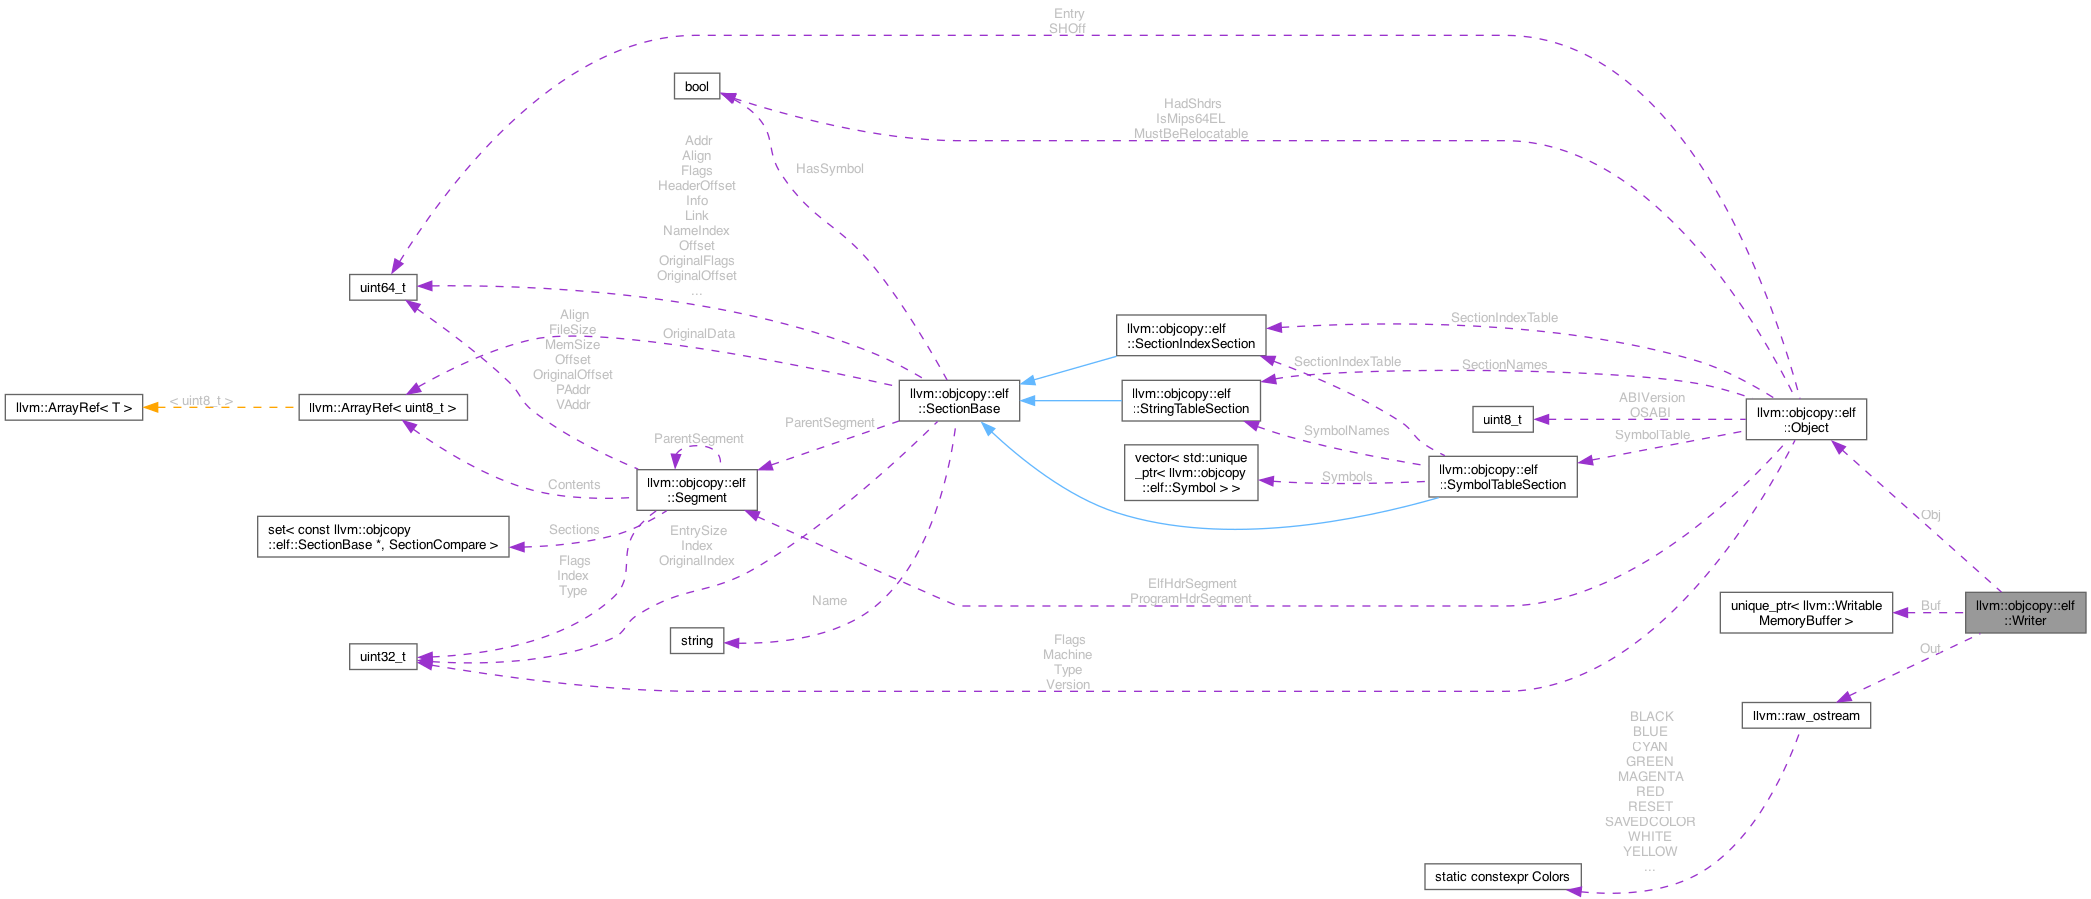 Entry
SHOff
bool
HadShdrs
IsMips64EL
MustBeRelocatable
Addr
Align
Flags
HeaderOffset
Info
Link
NameIndex
Offset
OriginalFlags
OriginalOffset
...
HasSymbol
uint64_t
Align
FileSize
MemSize
Offset
OriginalOffset
PAddr
VAddr
OriginalData
llvm::objcopy::elf
::SectionIndexSection
SectionIndexTable
SectionIndexTable
SectionNames
llvm::ArrayRef< T >
< uint8_t >
llvm::ArrayRef< uint8_t >
llvm::objcopy::elf
::SectionBase
llvm::objcopy::elf
::StringTableSection
uint8_t
ABIVersion
OSABI
llvm::objcopy::elf
::Object
ParentSegment
ParentSegment
SymbolNames
SymbolTable
llvm::objcopy::elf
::Segment
Contents
vector< std::unique
_ptr< llvm::objcopy
::elf::Symbol > >
Symbols
llvm::objcopy::elf
::SymbolTableSection
set< const llvm::objcopy
::elf::SectionBase *, SectionCompare >
Sections
EntrySize
Index
OriginalIndex
Obj
Flags
Index
Type
Name
ElfHdrSegment
ProgramHdrSegment
unique_ptr< llvm::Writable
MemoryBuffer >
Buf
llvm::objcopy::elf
::Writer
uint32_t
string
Flags
Machine
Type
Version
Out
llvm::raw_ostream
BLACK
BLUE
CYAN
GREEN
MAGENTA
RED
RESET
SAVEDCOLOR
WHITE
YELLOW
...
static constexpr Colors